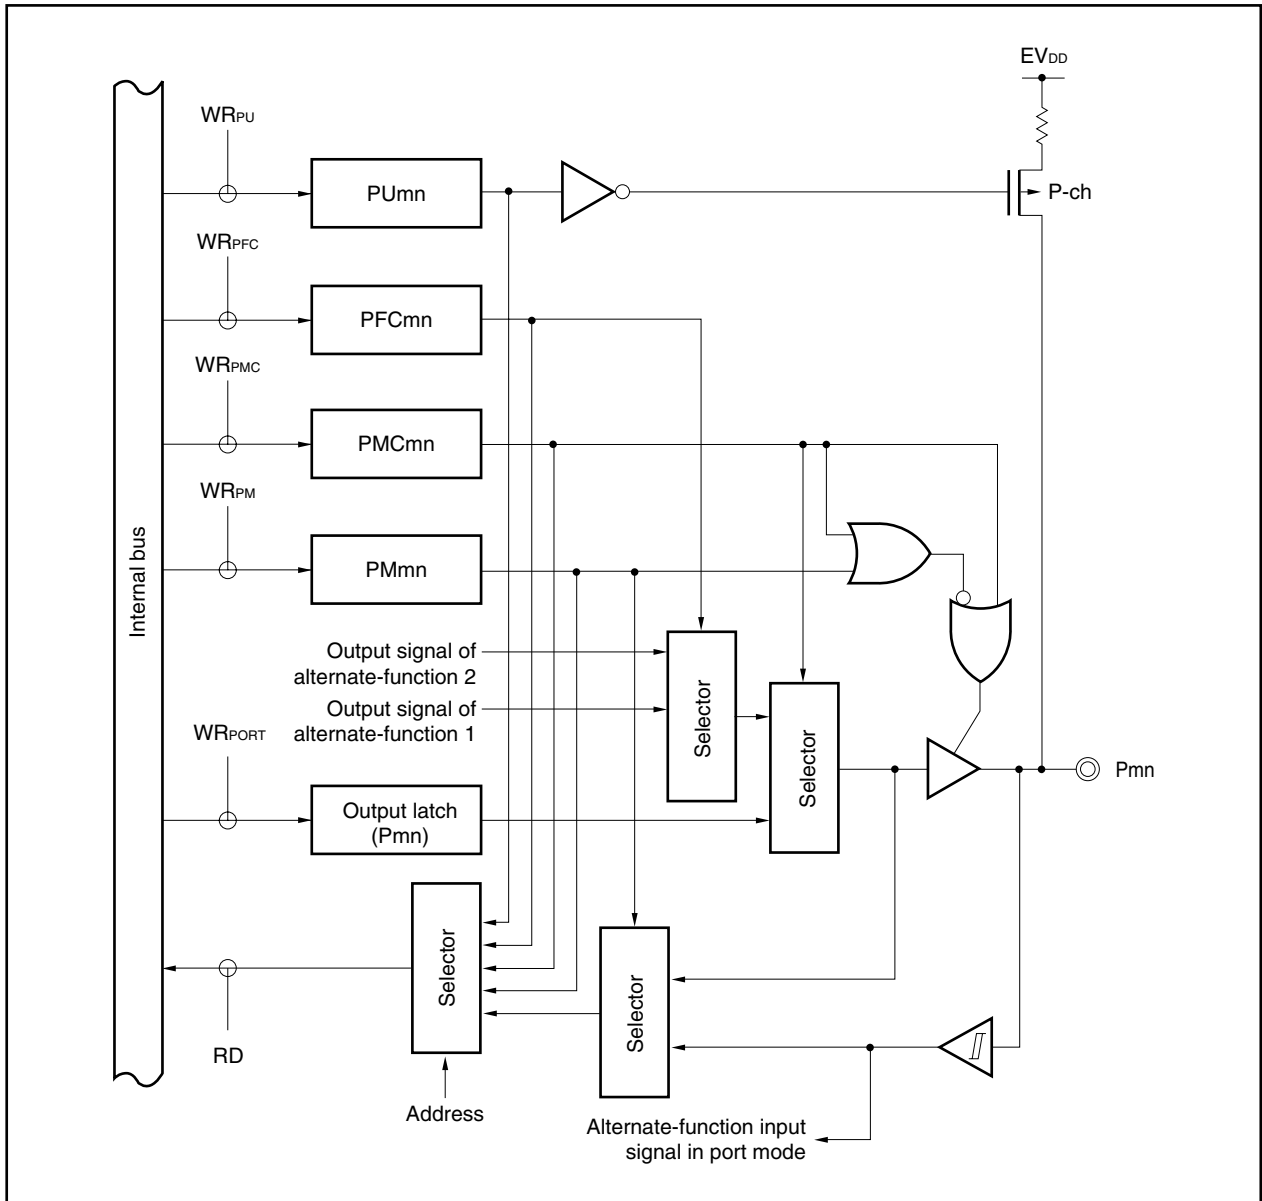 EVDD
WRPU
PUmn
P-ch
WRPFC
PFCmn
WRPMC
PMCmn
WRPM
PMmn
Internal bus
Output signal of
alternate-function 2
Output signal of
alternate-function 1
Selector
Selector
WRPORT
Output latch
(Pmn)
Pmn
Selector
Selector
RD
Address
Alternate-function input
signal in port mode